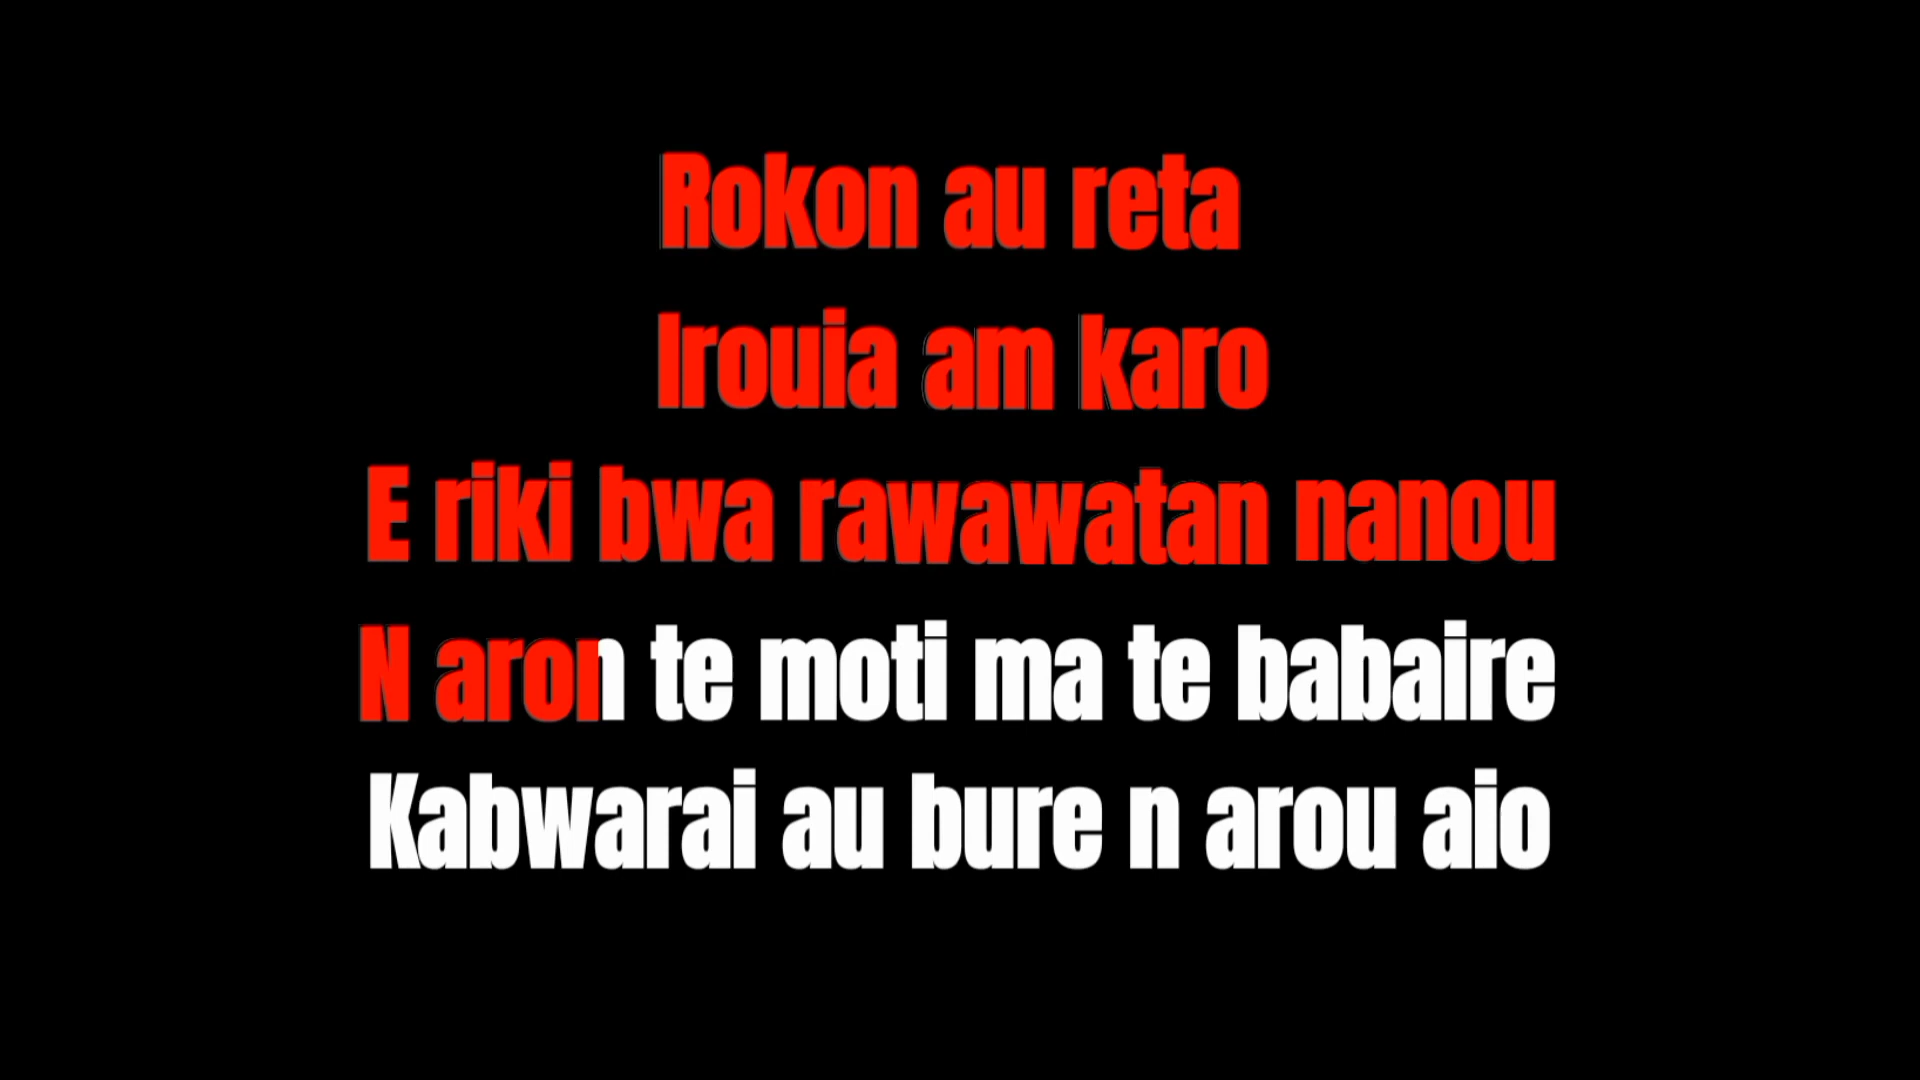 Rokon au reta
Irouia am karo
E riki bwa rawawatan nanou
N aron te moti ma te babaire
Kabwarai au bure n arou aio